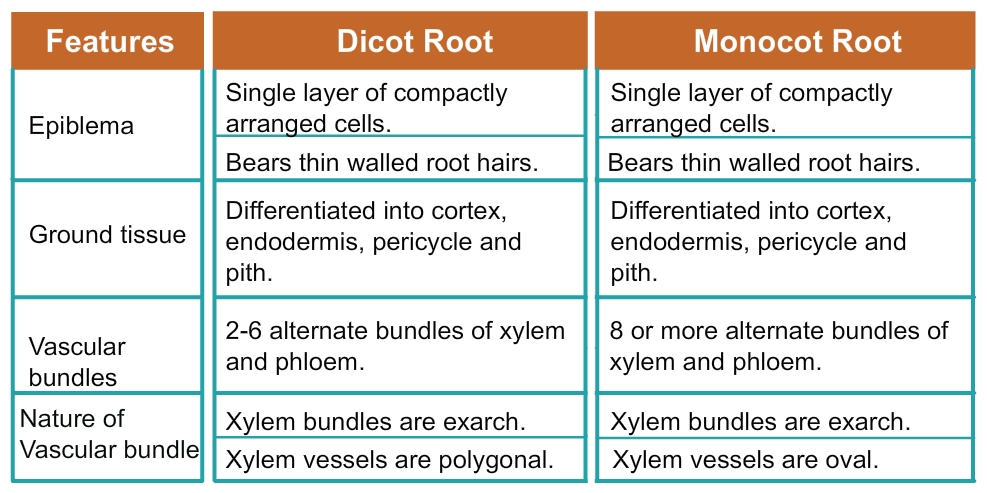 Features
Dicot Root
Monocot Root
Epiblema
Single layer of compactly
arranged cells.
Bears thin walled root hairs.
Single layer of compactly
arranged cells.
Bears thin walled root hairs.
Ground tissue
Differentiated into cortex,
endodermis, pericycle and
pith.
Differentiated into cortex,
endodermis, pericycle and
pith.
Vascular
bundles
2-6 alternate bundles of xylem
and phloem.
8 or more alternate bundles of
xylem and phloem.
Nature of
Vascular bundle
Xylem bundles are exarch.
Xylem vessels are polygonal.
Xylem bundles are exarch.
Xylem vessels are oval.